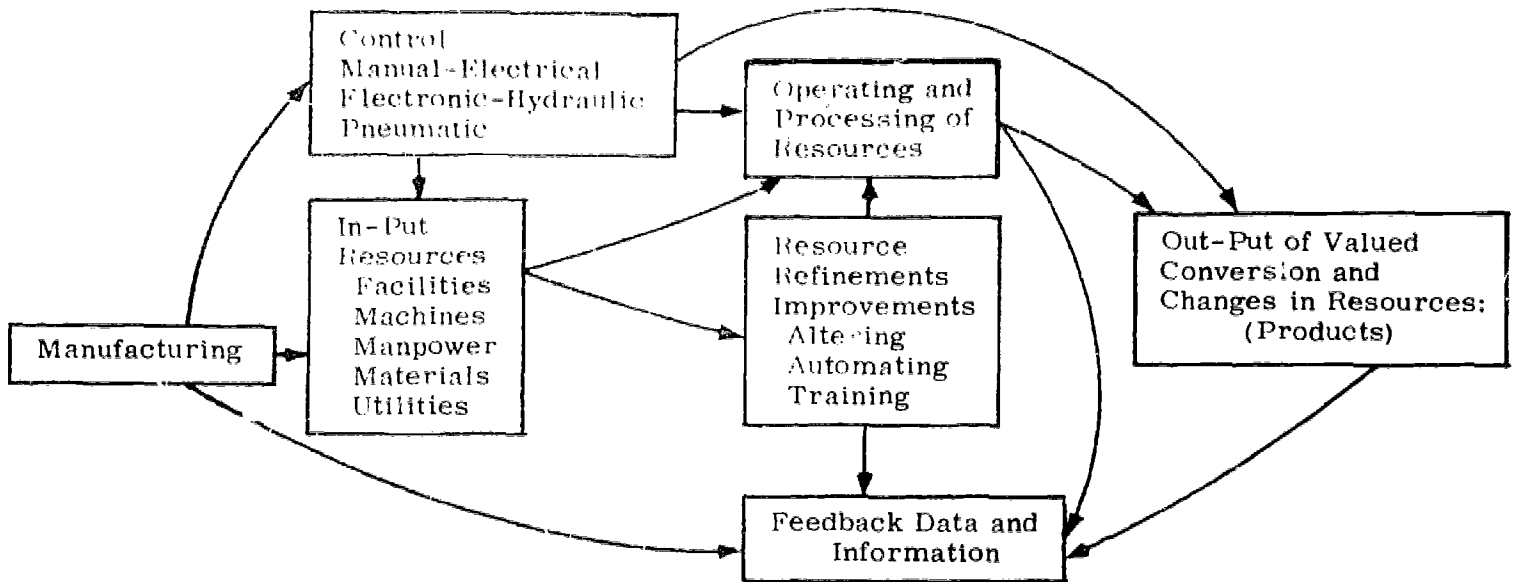 Control
Manual-Electrical
Electronic-Hydraulic
Pneumatic
Operating and
Processing of
Resources
In-Put
Resources
Facilities
Machines
Manpower
Materials
Utilities
Resource
Refinements
Improvements
Altering
Automating
Training
Out-Put of Valued
Conversion and
Changes in Resources:
(Products)
Manufacturing
Feedback Data and
Information